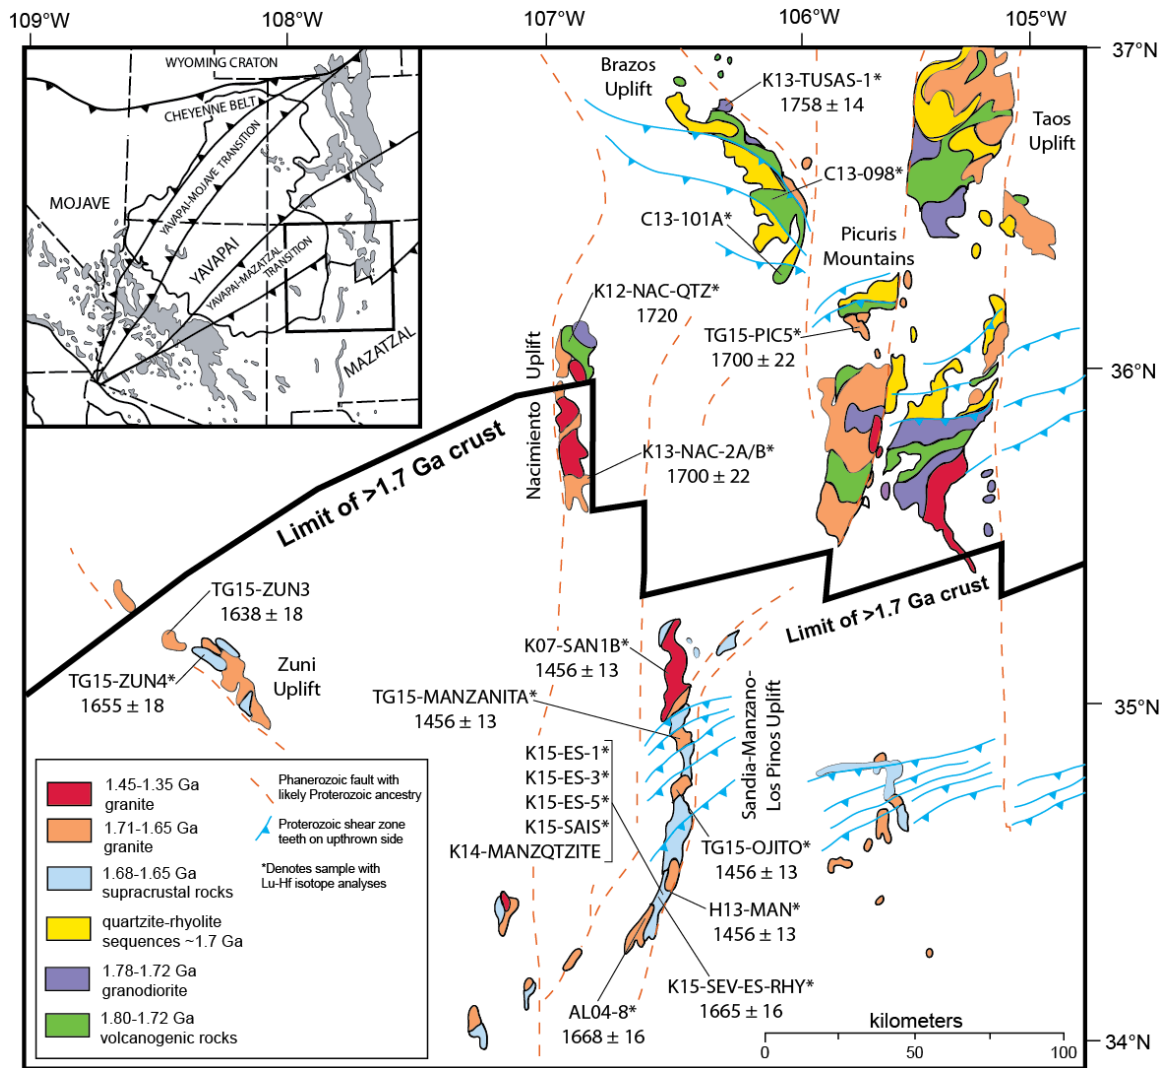 109°W
108°W
107°W
106°W
105°W
37°N
36°N
35°N
34°N
WYOMING CRATON
CHEYENNE BELT
YAVAPAI-MOJAVE TRANSITION
MOJAVE
YAVAPAI
YAVAPAI-MAZATZAL
TRANSITION
MAZATZAL
Brazos
Uplift
K13-TUSAS-1*
1758 ± 14
Taos
Uplift
C13-098*
C13-101A*
Picuris
Mountains
K12-NAC-QTZ*
1720
TG15-PIC5*
1700 ± 22
Nacimiento Uplift
K13-NAC-2A/B*
1700 ± 22
Limit of >1.7 Ga crust
Limit of >1.7 Ga crust
TG15-ZUN3
1638 ± 18
TG15-ZUN4*
1655 ± 18
Zuni
Uplift
K07-SAN1B*
1456 ± 13
TG15-MANZANITA*
1456 ± 13
K15-ES-1*
K15-ES-3*
K15-ES-5*
K15-SAIS*
K14-MANZQTZITE
Sandia-Manzano-
Los Pinos Uplift
TG15-OJITO*
1456 ± 13
H13-MAN*
1456 ± 13
K15-SEV-ES-RHY*
1665 ± 16
AL04-8*
1668 ± 16
kilometers
0
50
100
1.45-1.35 Ga
granite
1.71-1.65 Ga
granite
1.68-1.65 Ga
supracrustal rocks
quartzite-rhyolite
sequences ~1.7 Ga
1.78-1.72 Ga
granodiorite
1.80-1.72 Ga
volcanogenic rocks
Phanerozoic fault with
likely Proterozoic ancestry
Proterozoic shear zone
teeth on upthrown side
*Denotes sample with
Lu-Hf isotope analyses